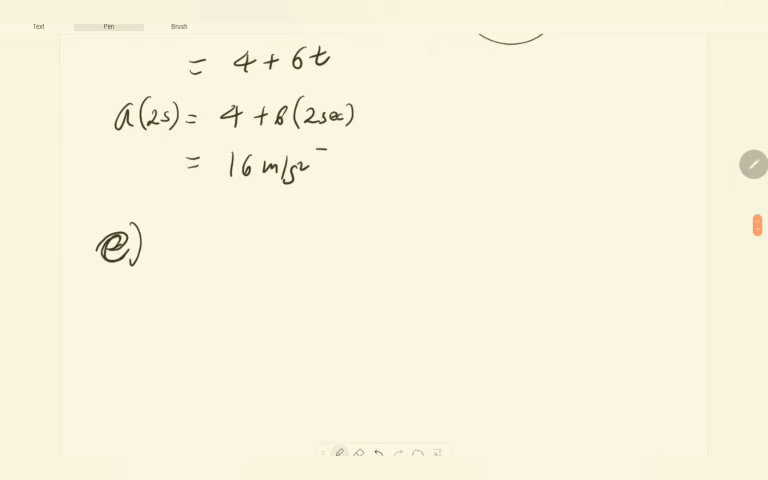 Text Pen Brush
= 4 + 6t
a(2s) = 4 + 6(2sec)
= 16 m/s²
e)